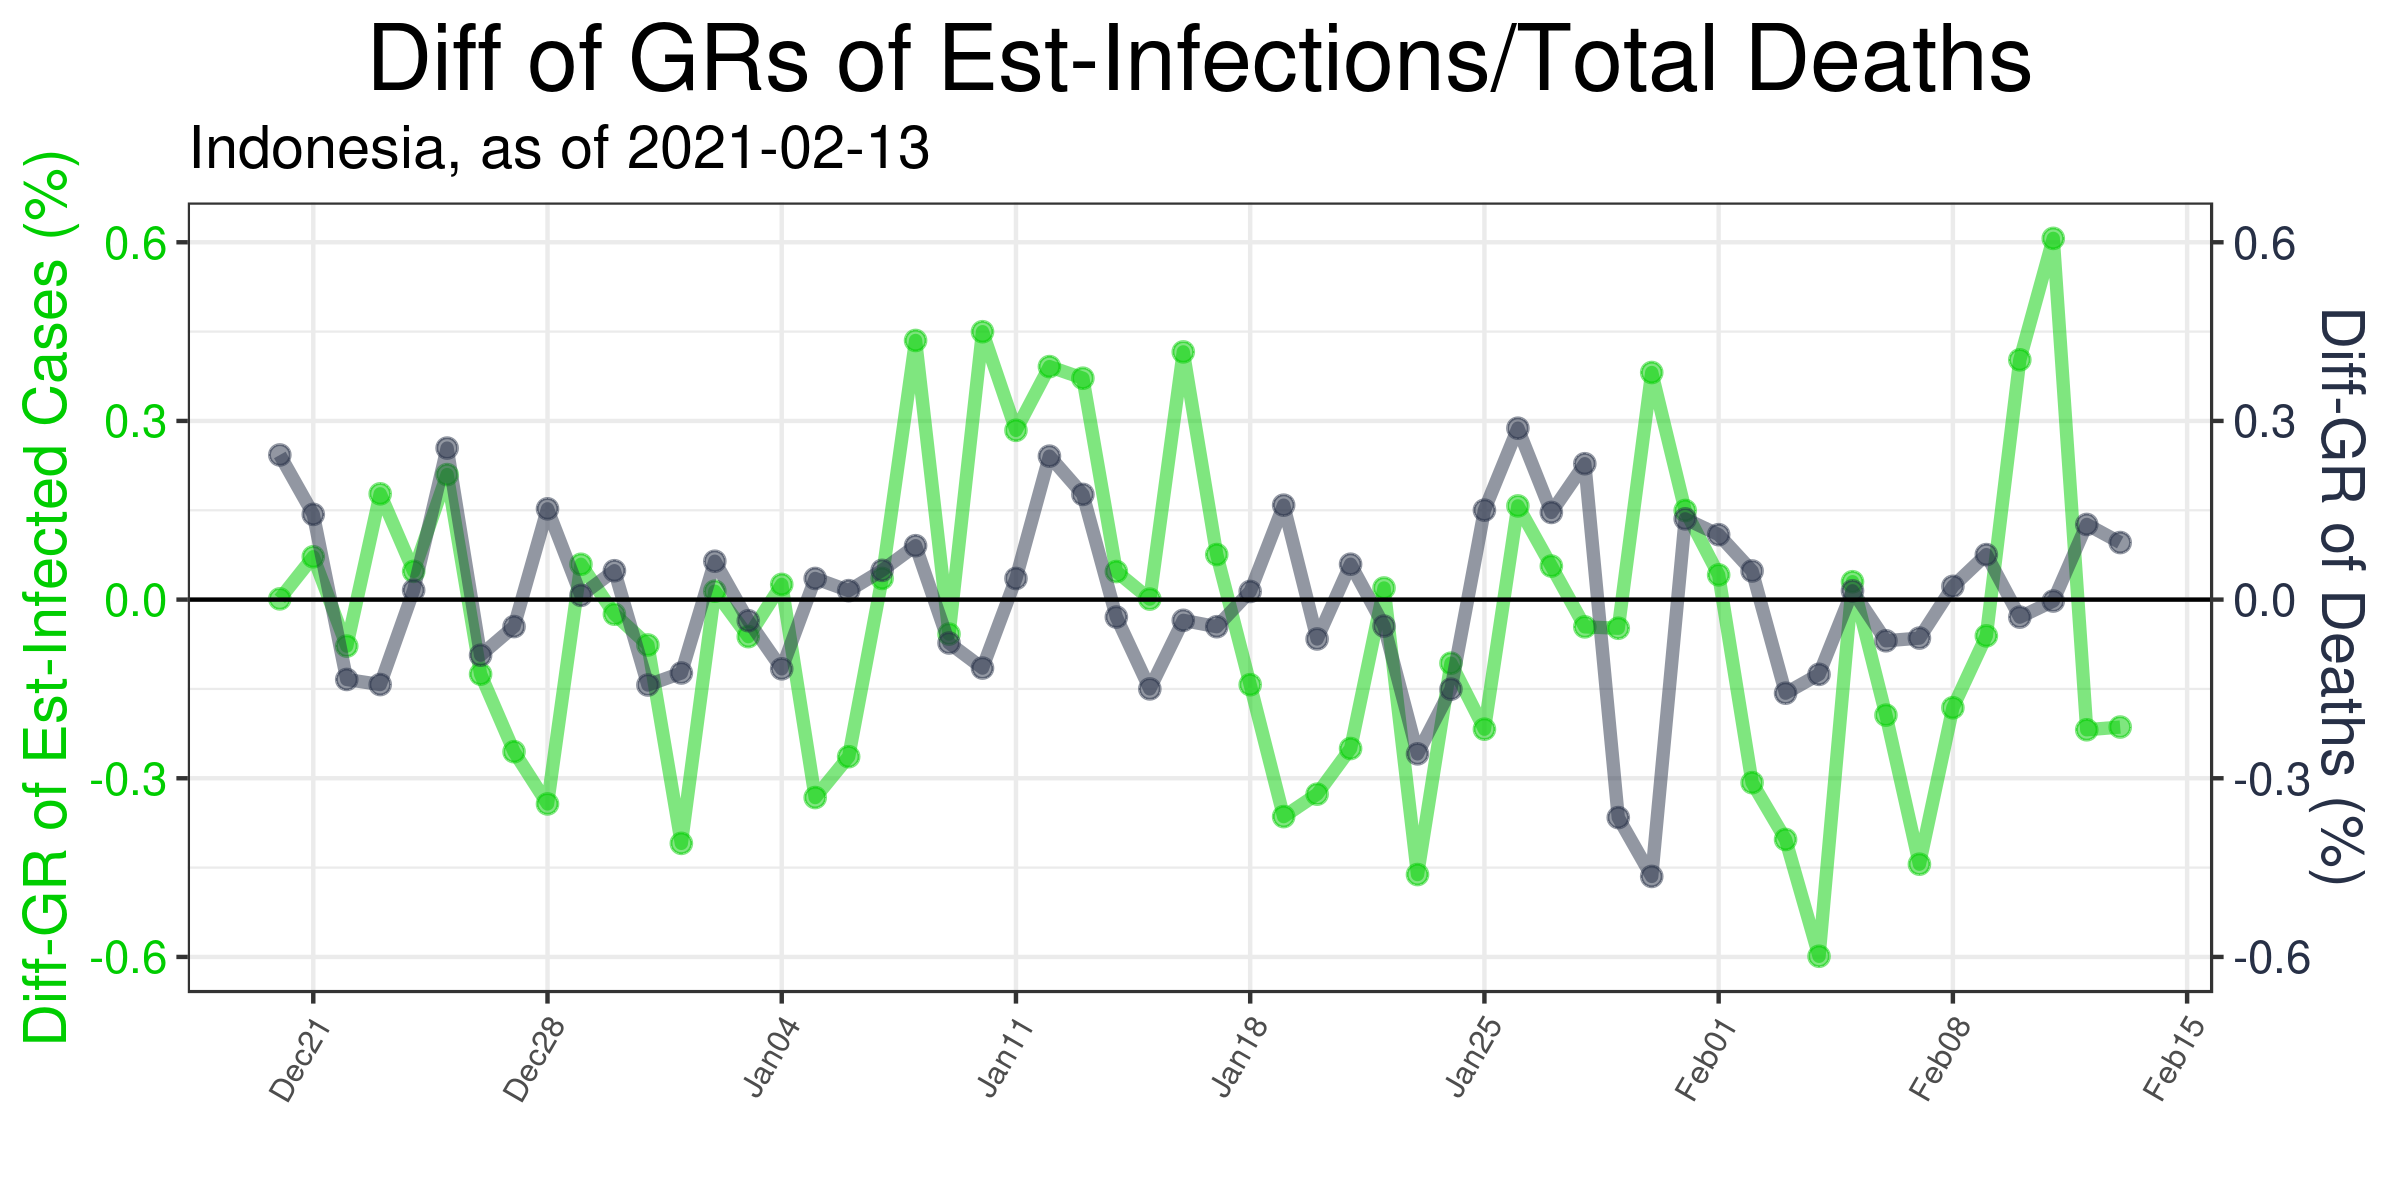 Diff of GRs of Est-Infections/Total Deaths
Indonesia, as of 2021-02-13
Diff-GR of Est-Infected Cases (%)
0.6
0.3
0.0
-0.3
-0.6
0.6
0.3
0.0
-0.3
-0.6
Diff-GR of Deaths (%)
Dec21
Dec28
Jan04
Jan11
Jan18
Jan25
Feb01
Feb08
Feb15